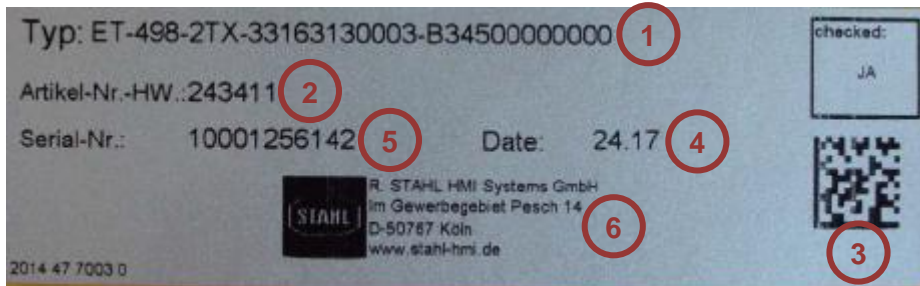 Typ: ET-498-2TX-33163130003-B34500000000 1
checked:
JA
Artikel-Nr.-HW.:243411 2
Serial-Nr.: 10001256142 5 Date: 24.17 4
STAHL
R. STAHL HMI Systems GmbH
Im Gewerbegebiet Pesch 14
D-50767 Köln
www.stahl-hmi.de
6
3
2014 47 7003 0